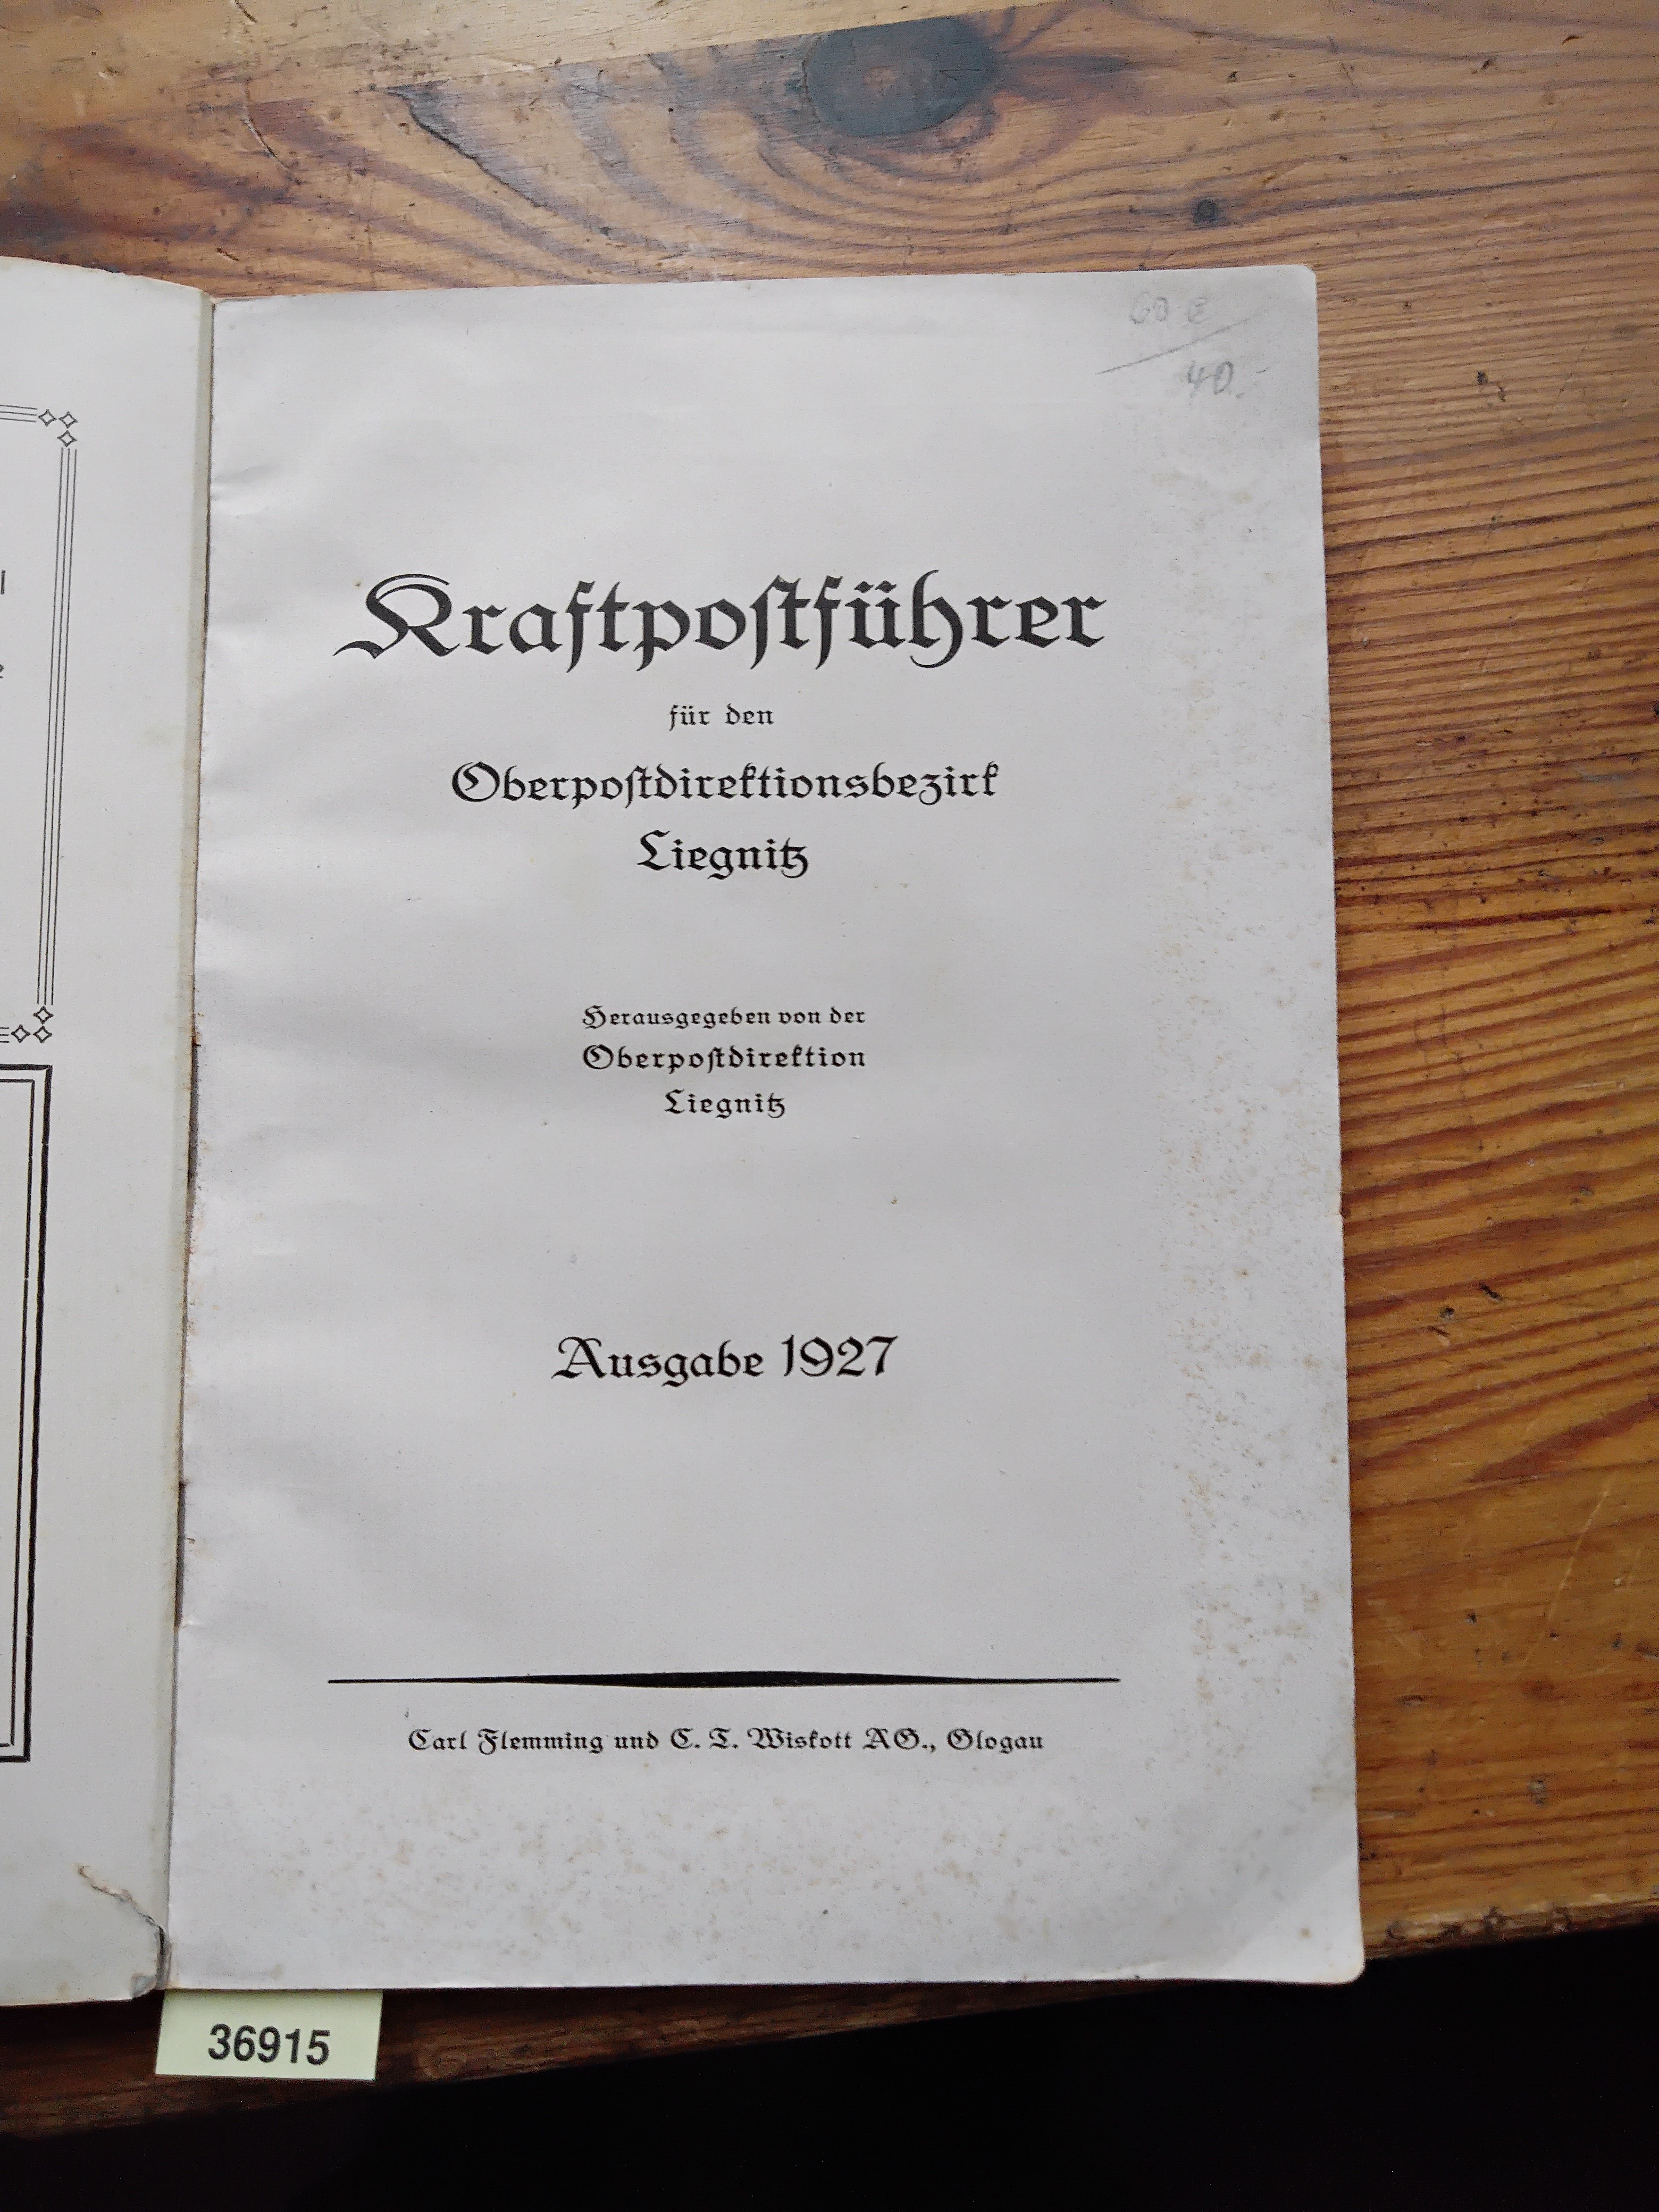 60 €
40.-
Kraftpoſtführer
für den
Oberpoſtdirektionsbezirk
Liegnitz
Herausgegeben von der
Oberpoſtdirektion
Liegnitz
Ausgabe 1927
Carl Flemming und C. T. Wiskott AG., Glogau
36915